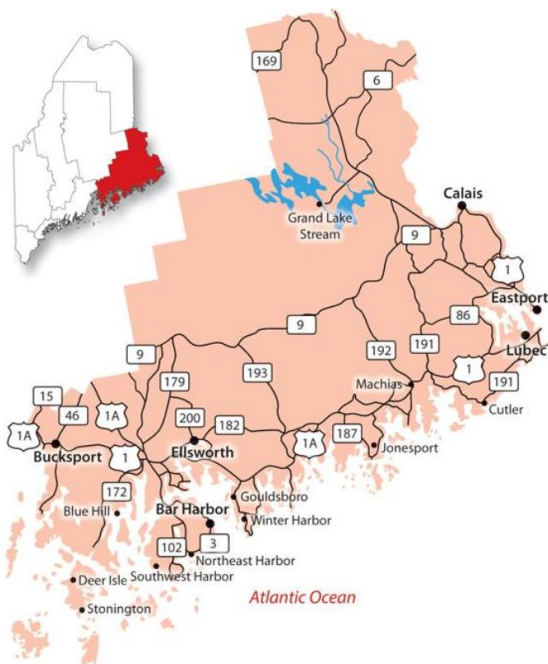 169
6
Grand Lake
Stream
Calais
9
1
Eastport
9
86
Lubec
9
179
193
192
191
1
191
15
46
1A
1A
200
182
Machias
Cutler
Bucksport
1
Ellsworth
1A
187
Jonesport
172
Blue Hill
Gouldsboro
Bar Harbor
Winter Harbor
102
3
Northeast Harbor
Southwest Harbor
Deer Isle
Stonington
Atlantic Ocean